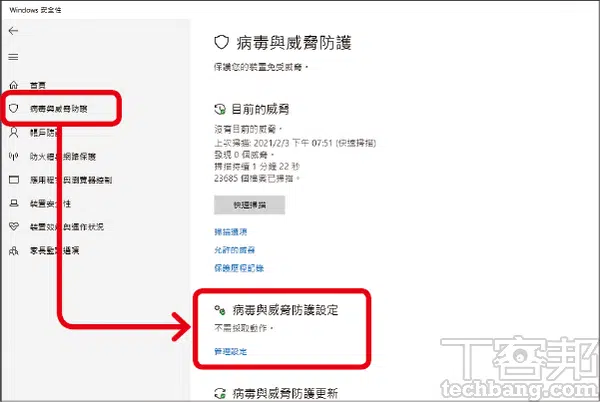 Windows 安全性
首頁
病毒與威脅防護
帳戶防護
防火牆與網路保護
應用程式與瀏覽器控制
裝置安全性
裝置效能與運作狀況
家長監護選項
病毒與威脅防護
保護您的裝置免受威脅。
目前的威脅
沒有目前的威脅。
上次掃描: 2021/2/3 下午 07:51 (快速掃描)
發現 0 個威脅。
掃描持續 1 分鐘 22 秒
23685 個檔案已掃描。
快速掃描
掃描選項
允許的威脅
保護歷程記錄
病毒與威脅防護設定
不需採取動作。
管理設定
病毒與威脅防護更新
T客邦
techbang.com